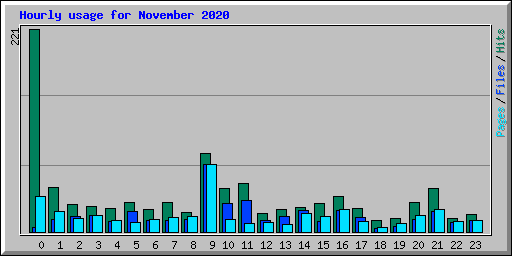 Hourly usage for November 2020
221
Pages/Files/Hits
0 1 2 3 4 5 6 7 8 9 10 11 12 13 14 15 16 17 18 19 20 21 22 23